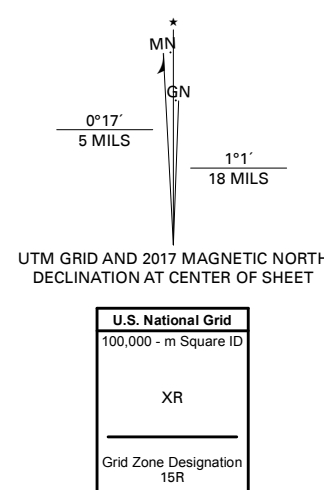 MN
GN
0°17´
5 MILS
1°1´
18 MILS
UTM GRID AND 2017 MAGNETIC NORTH
DECLINATION AT CENTER OF SHEET
U.S. National Grid
100,000 - m Square ID
XR
Grid Zone Designation
15R